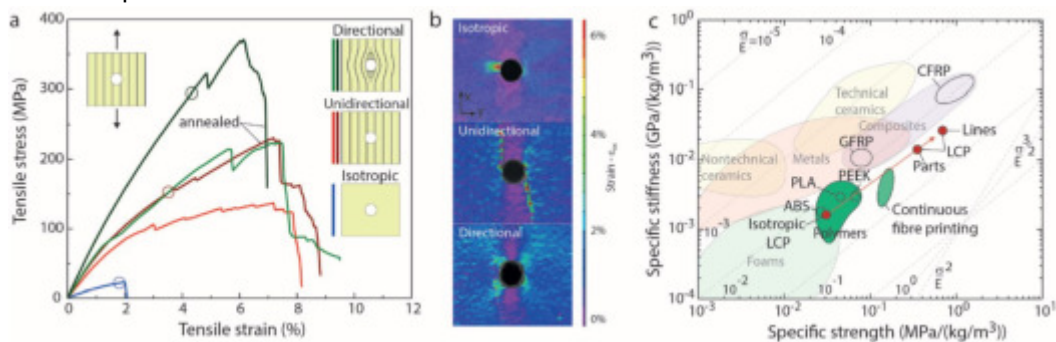 a
Tensile stress (MPa)
400
350
300
200
100
0
0
2
4
6
8
10
12
Tensile strain (%)
annealed
Directional
Unidirectional
Isotropic
b
Isotropic
Unidirectional
Directional
6%
4%
2%
0%
c
Specific stiffness (GPa/(kg/m³)
10⁰
10⁻¹
10⁻²
10⁻³
10⁻⁴
10⁻³
10⁻²
10⁻¹
10⁰
10¹
Specific strength (MPa/(kg/m³)
σ/E=10⁻⁵
10⁻⁴
10⁻³
10⁻²
10⁻¹
10⁰
CFRP
Technical
ceramics
Composites
Lines
LCP
GFRP
Parts
Metals
Nontechnical
ceramics
PEEK
PLA
ABS
Isotropic
LCP
Polymers
Continuous
fibre printing
Foams